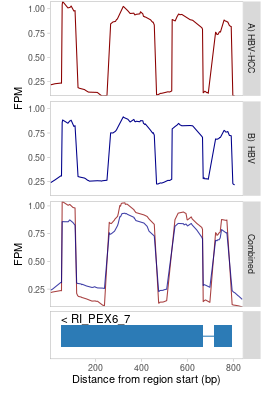 1.00
0.75
0.50
0.25
A) HBV-HCC
FPM
1.00
0.75
0.50
0.25
B) HBV
1.00
0.75
0.50
0.25
FPM
Combined
< RI_PEX6_7
200
400
600
800
Distance from region start (bp)